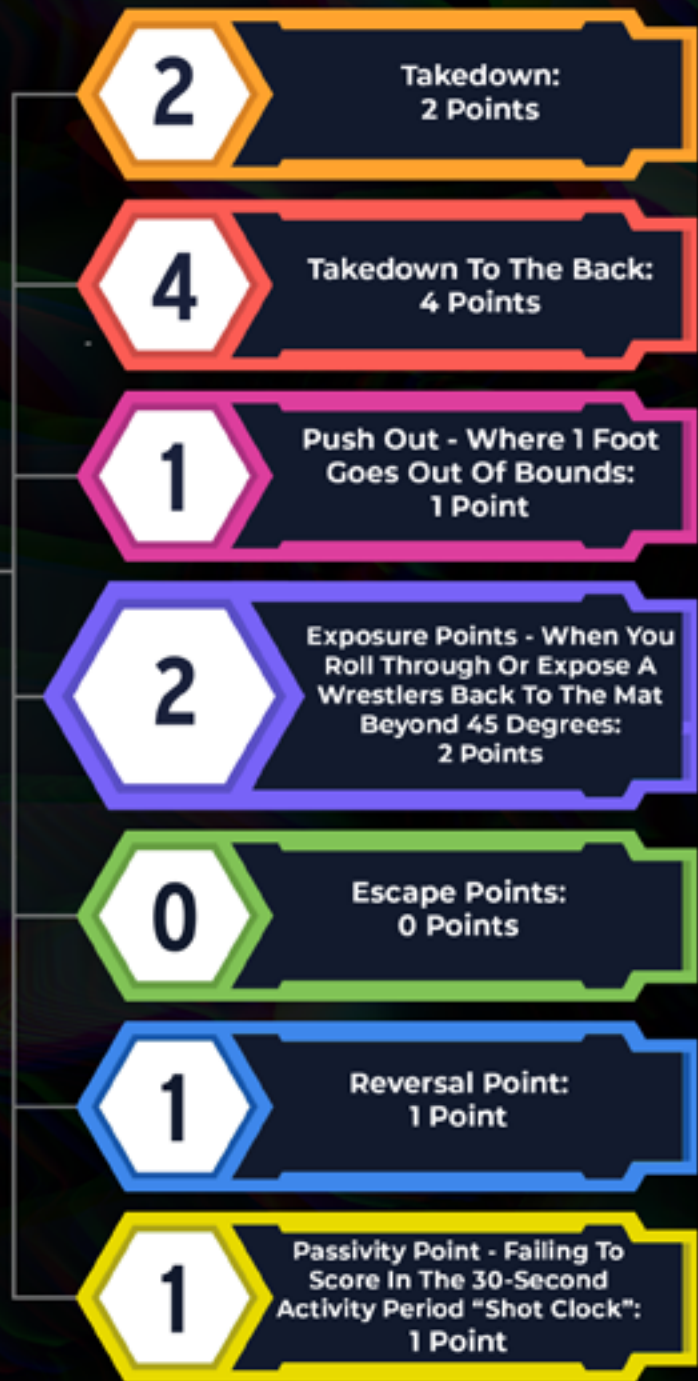 2
Takedown:
2 Points
4
Takedown To The Back:
4 Points
1
Push Out - Where 1 Foot
Goes Out Of Bounds:
1 Point
2
Exposure Points - When You
Roll Through Or Expose A
Wrestlers Back To The Mat
Beyond 45 Degrees:
2 Points
0
Escape Points:
0 Points
1
Reversal Point:
1 Point
1
Passivity Point - Failing To
Score In The 30-Second
Activity Period “Shot Clock”:
1 Point